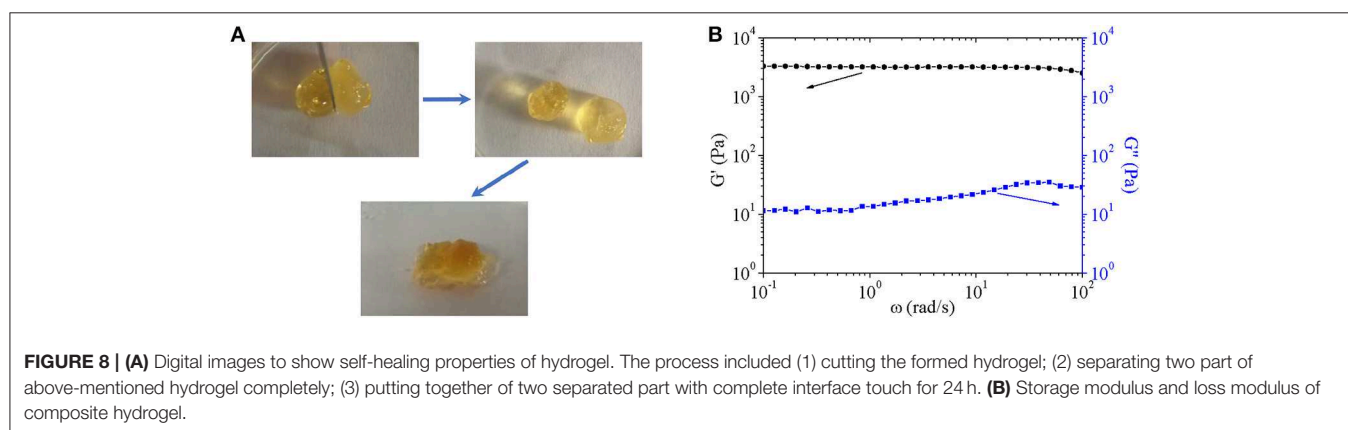 A
B
10⁴
10³
10²
10¹
10⁰
G' (Pa)
10⁴
10³
10²
10¹
10⁰
G'' (Pa)
10⁻¹ 10⁰ 10¹ 10²
ω (rad/s)
FIGURE 8 | (A) Digital images to show self-healing properties of hydrogel. The process included (1) cutting the formed hydrogel; (2) separating two part of
above-mentioned hydrogel completely; (3) putting together of two separated part with complete interface touch for 24 h. (B) Storage modulus and loss modulus of
composite hydrogel.